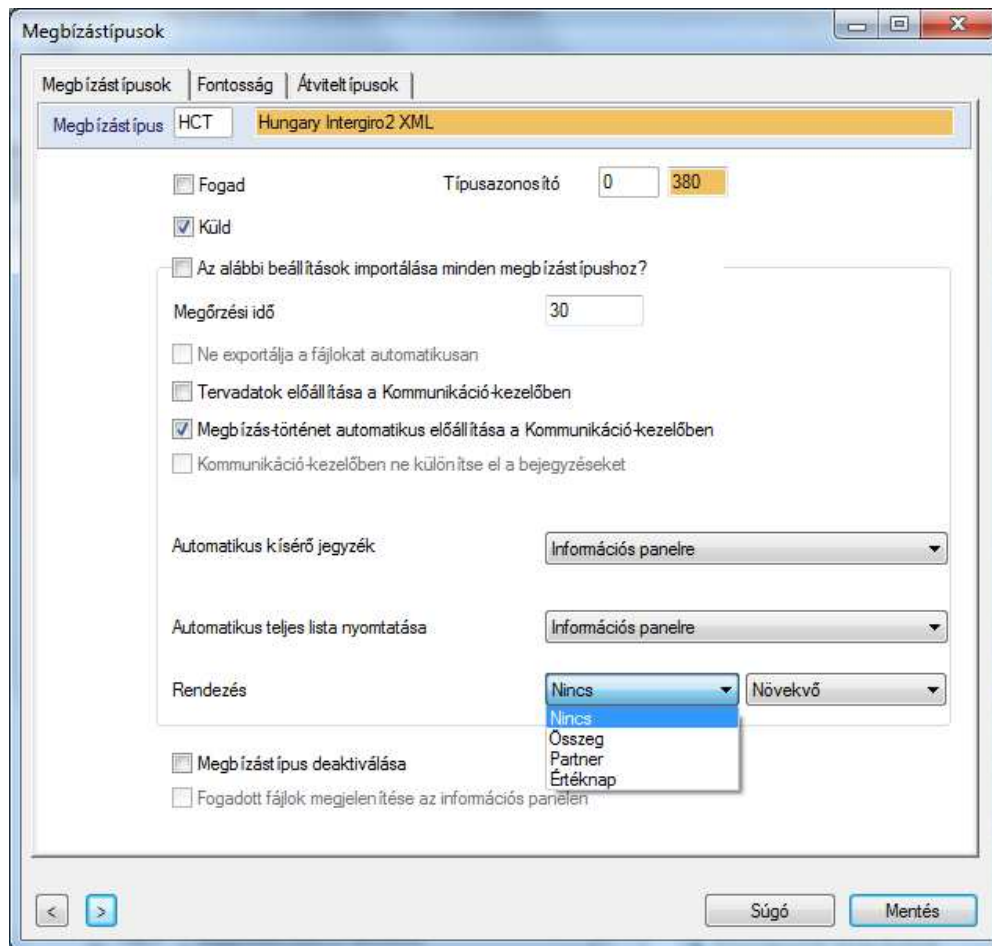 Megbízástípusok
Megbízástípusok Fontosság Átviteltípusok
Megbízástípus HCT Hungary Intergiro2 XML
Fogad Típusazonosító 0 380
Küld
Az alábbi beállítások importálása minden megbízástípushoz?
Megőrzési idő 30
Ne exportálja a fájlokat automatikusan
Tervadatok előállítása a Kommunikáció-kezelőben
Megbízás-történet automatikus előállítása a Kommunikáció-kezelőben
Kommunikáció-kezelőben ne különítse el a bejegyzéseket
Automatikus kísérő jegyzék Információs panelre
Automatikus teljes lista nyomtatása Információs panelre
Rendezés Nincs Növekvő
Nincs
Összeg
Partner
Értéknap
Megbízástípus deaktiválása
Fogadott fájlok megjelenítése az információs panelen
< > Súgó Mentés